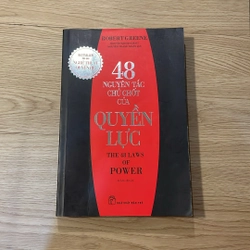 ROBERT GREENE
48
NGUYÊN TẮC
CHỦ CHỐT
CỦA
QUYỀN
LỰC
THE 48 LAWS
OF
POWER